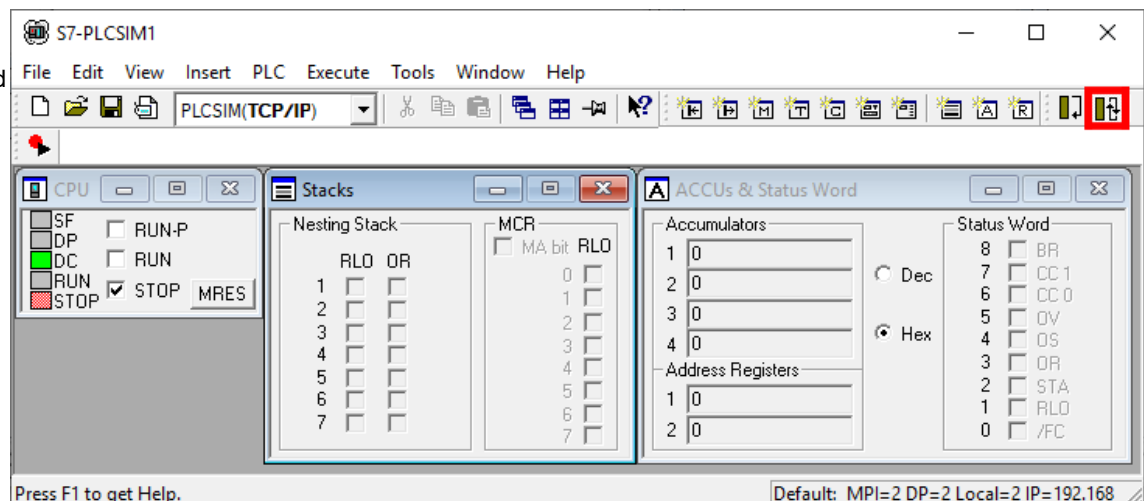 S7-PLCSIM1
d
File Edit View Insert PLC Execute Tools Window Help
PLCSIM(TCP/IP)
CPU
SF
DP
DC
RUN
STOP
RUN-P
RUN
STOP
MRES
Stacks
Nesting Stack
RLO OR
1
2
3
4
5
6
7
MCR
MA bit RLO
0
1
2
3
4
5
6
7
A ACCUs & Status Word
Accumulators
1 0
2 0
3 0
4 0
Dec
Hex
Address Registers
1 0
2 0
Status Word
8 BR
7 CC 1
6 CC 0
5 OV
4 OS
3 OR
2 STA
1 RLO
0 /FC
Press F1 to get Help.
Default: MPI=2 DP=2 Local=2 IP=192.168